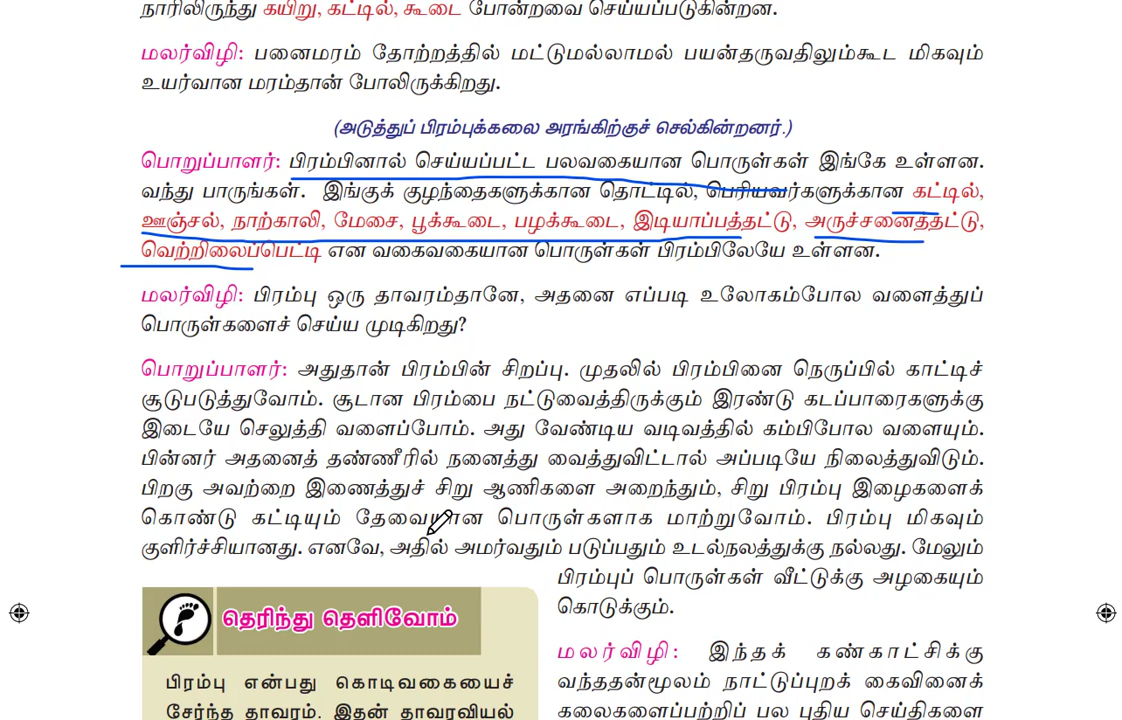 நாரிலிருந்து கயிறு, கட்டில், கூடை போன்றவை செய்யப்படுகின்றன.
மலர்விழி: பனைமரம் தோற்றத்தில் மட்டுமல்லாமல் பயன்தருவதிலும்கூட மிகவும்
உயர்வான மரம்தான் போலிருக்கிறது.
(அடுத்துப் பிரம்புக்கலை அரங்கிற்குச் செல்கின்றனர்.)
பொறுப்பாளர்: பிரம்பினால் செய்யப்பட்ட பலவகையான பொருள்கள் இங்கே உள்ளன.
வந்து பாருங்கள். இங்குக் குழந்தைகளுக்கான தொட்டில், பெரியவர்களுக்கான கட்டில்,
ஊஞ்சல், நாற்காலி, மேசை, பூக்கூடை, பழக்கூடை, இடியாப்பத்தட்டு, அருச்சனைத்தட்டு,
வெற்றிலைப்பெட்டி என வகைவகையான பொருள்கள் பிரம்பிலேயே உள்ளன.
மலர்விழி: பிரம்பு ஒரு தாவரம்தானே, அதனை எப்படி உலோகம்போல வளைத்துப்
பொருள்களைச் செய்ய முடிகிறது?
பொறுப்பாளர்: அதுதான் பிரம்பின் சிறப்பு. முதலில் பிரம்பினை நெருப்பில் காட்டிச்
சூடுபடுத்துவோம். சூடான பிரம்பை நட்டுவைத்திருக்கும் இரண்டு கடப்பாரைகளுக்கு
இடையே செலுத்தி வளைப்போம். அது வேண்டிய வடிவத்தில் கம்பிபோல வளையும்.
பின்னர் அதனைத் தண்ணீரில் நனைத்து வைத்துவிட்டால் அப்படியே நிலைத்துவிடும்.
பிறகு அவற்றை இணைத்துச் சிறு ஆணிகளை அறைந்தும், சிறு பிரம்பு இழைகளைக்
கொண்டு கட்டியும் தேவையான பொருள்களாக மாற்றுவோம். பிரம்பு மிகவும்
குளிர்ச்சியானது. எனவே, அதில் அமர்வதும் படுப்பதும் உடல்நலத்துக்கு நல்லது. மேலும்
பிரம்புப் பொருள்கள் வீட்டுக்கு அழகையும்
கொடுக்கும்.
மலர்விழி: இந்தக் கண்காட்சிக்கு
வந்ததன்மூலம் நாட்டுப்புறக் கைவினைக்
கலைகளைப்பற்றிப் பல புதிய செய்திகளை
தெரிந்து தெளிவோம்
பிரம்பு என்பது கொடிவகையைச்
சேர்ந்த தாவரம். இதன் தாவரவியல்